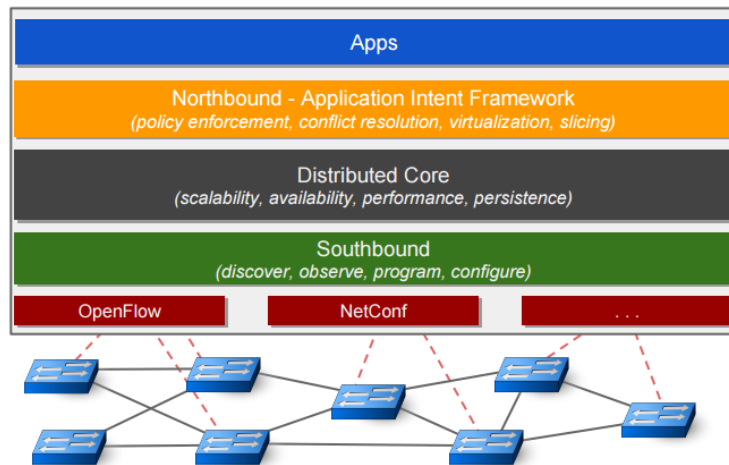 Apps
Northbound - Application Intent Framework
(policy enforcement, conflict resolution, virtualization, slicing)
Distributed Core
(scalability, availability, performance, persistence)
Southbound
(discover, observe, program, configure)
OpenFlow
NetConf
. . .